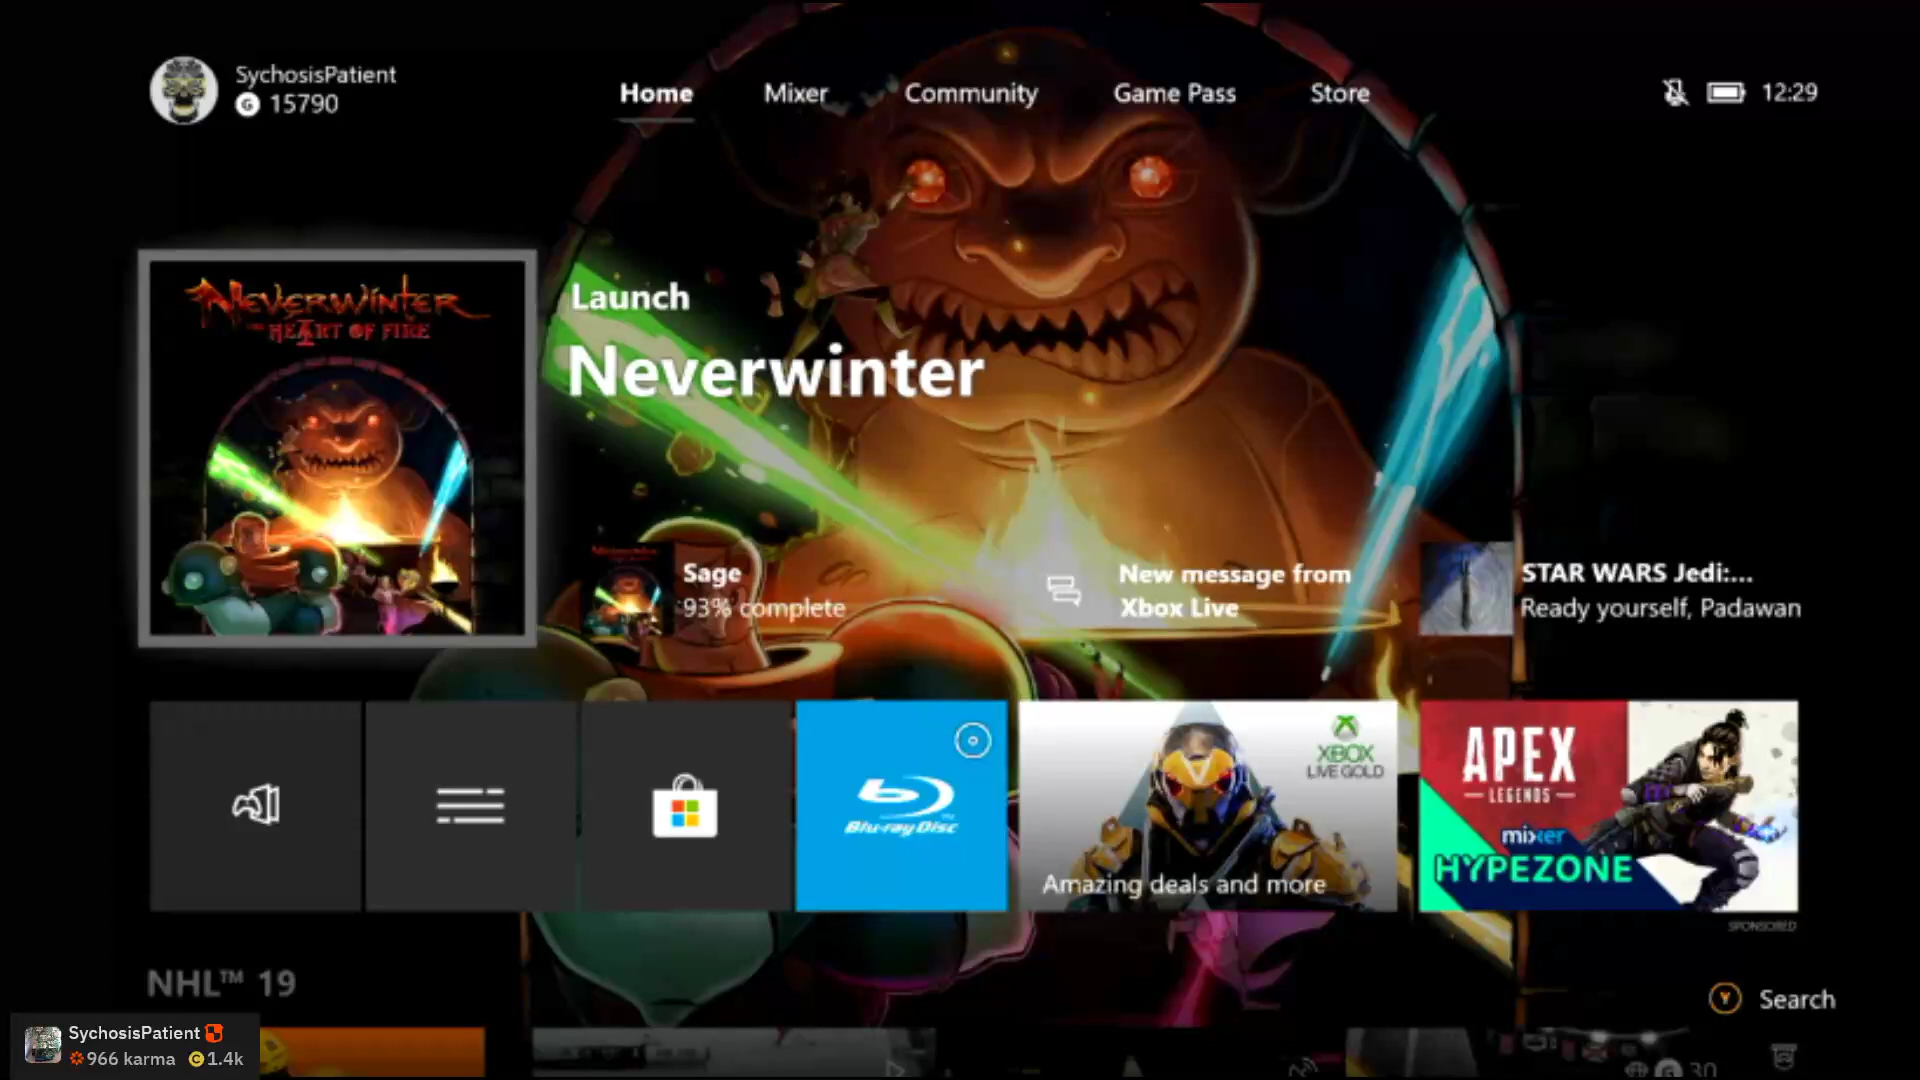 SychosisPatient
G 15790
Home
Mixer
Community
Game Pass
Store
12:29
NEVERWINTER
THE HEART OF FIRE
Launch
Neverwinter
Sage
93% complete
New message from
Xbox Live
STAR WARS Jedi:...
Ready yourself, Padawan
Blu-ray Disc
XBOX
LIVE GOLD
Amazing deals and more
APEX
LEGENDS
mixer
HYPEZONE
SPONSORED
NHL™ 19
Y Search
SychosisPatient
966 karma C 1.4k
G 30